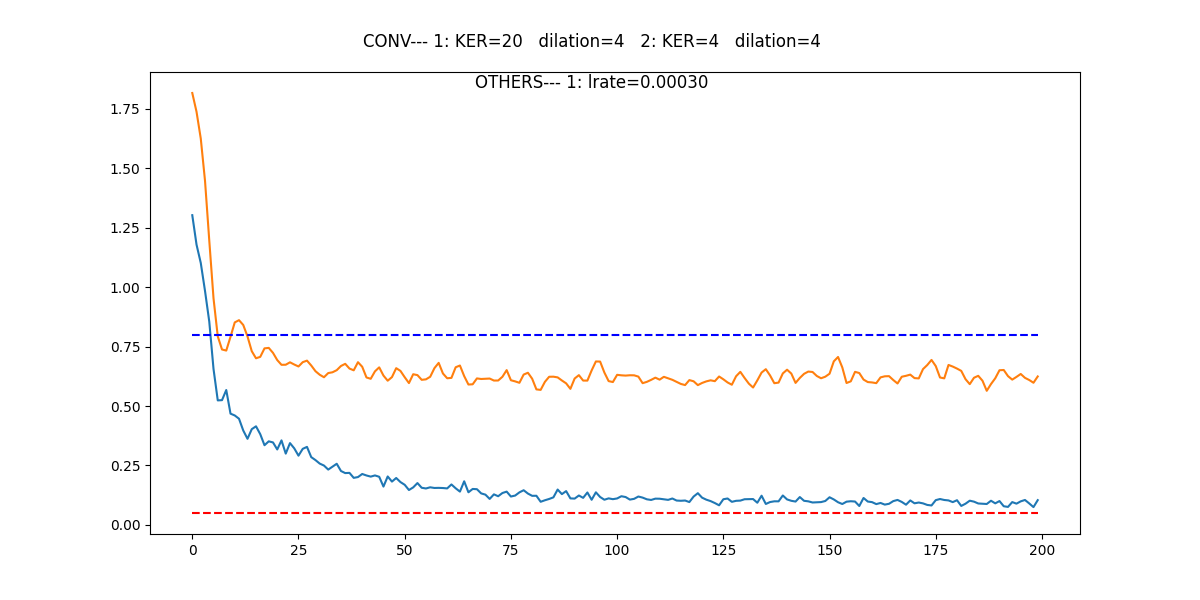 CONV--- 1: KER=20   dilation=4   2: KER=4   dilation=4
OTHERS--- 1: lrate=0.00030
1.75
1.50
1.25
1.00
0.75
0.50
0.25
0.00
0 25 50 75 100 125 150 175 200